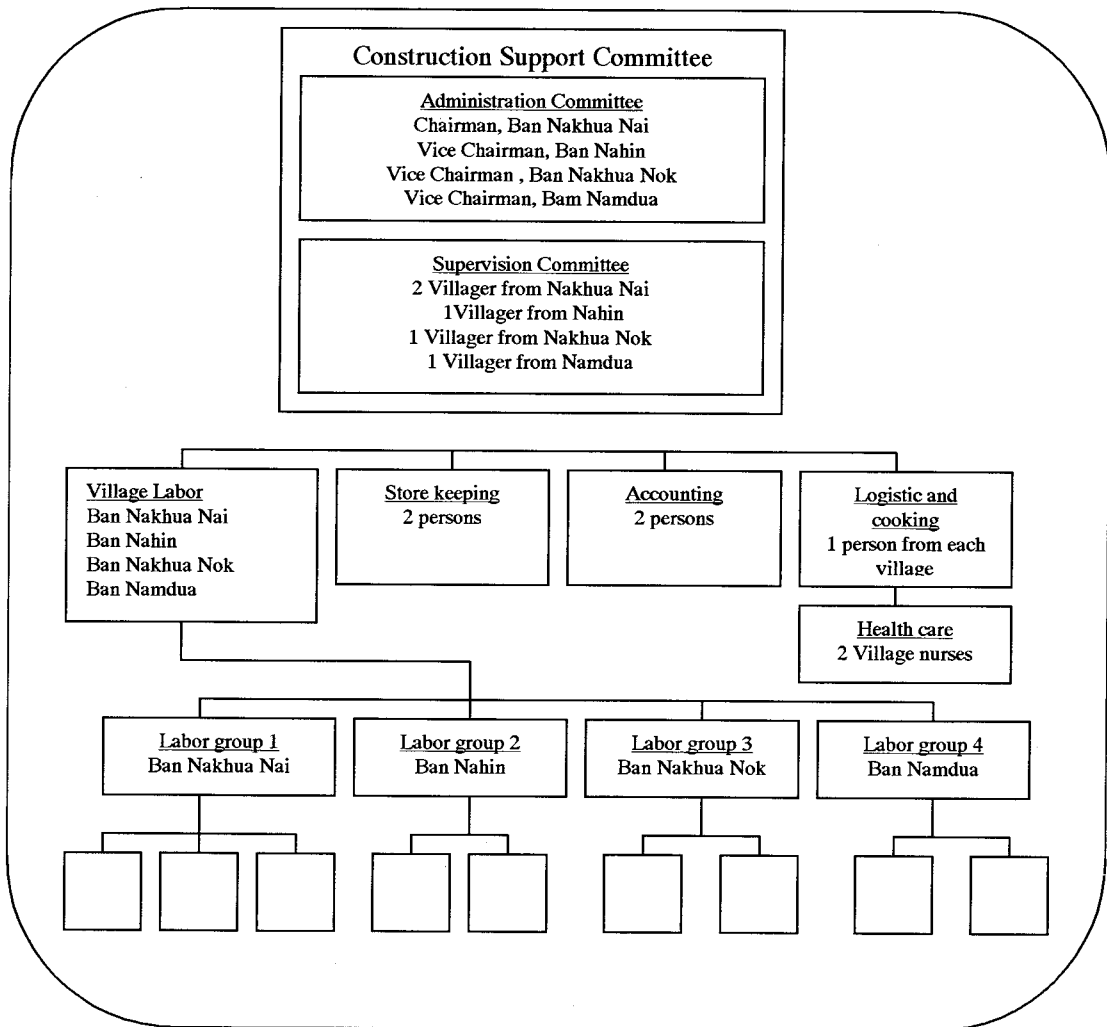 Construction Support Committee
Administration Committee
Chairman, Ban Nakhua Nai
Vice Chairman, Ban Nahin
Vice Chairman , Ban Nakhua Nok
Vice Chairman, Bam Namdua
Supervision Committee
2 Villager from Nakhua Nai
1Villager from Nahin
1 Villager from Nakhua Nok
1 Villager from Namdua
Village Labor
Ban Nakhua Nai
Ban Nahin
Ban Nakhua Nok
Ban Namdua
Store keeping
2 persons
Accounting
2 persons
Logistic and
cooking
1 person from each
village
Health care
2 Village nurses
Labor group 1
Ban Nakhua Nai
Labor group 2
Ban Nahin
Labor group 3
Ban Nakhua Nok
Labor group 4
Ban Namdua